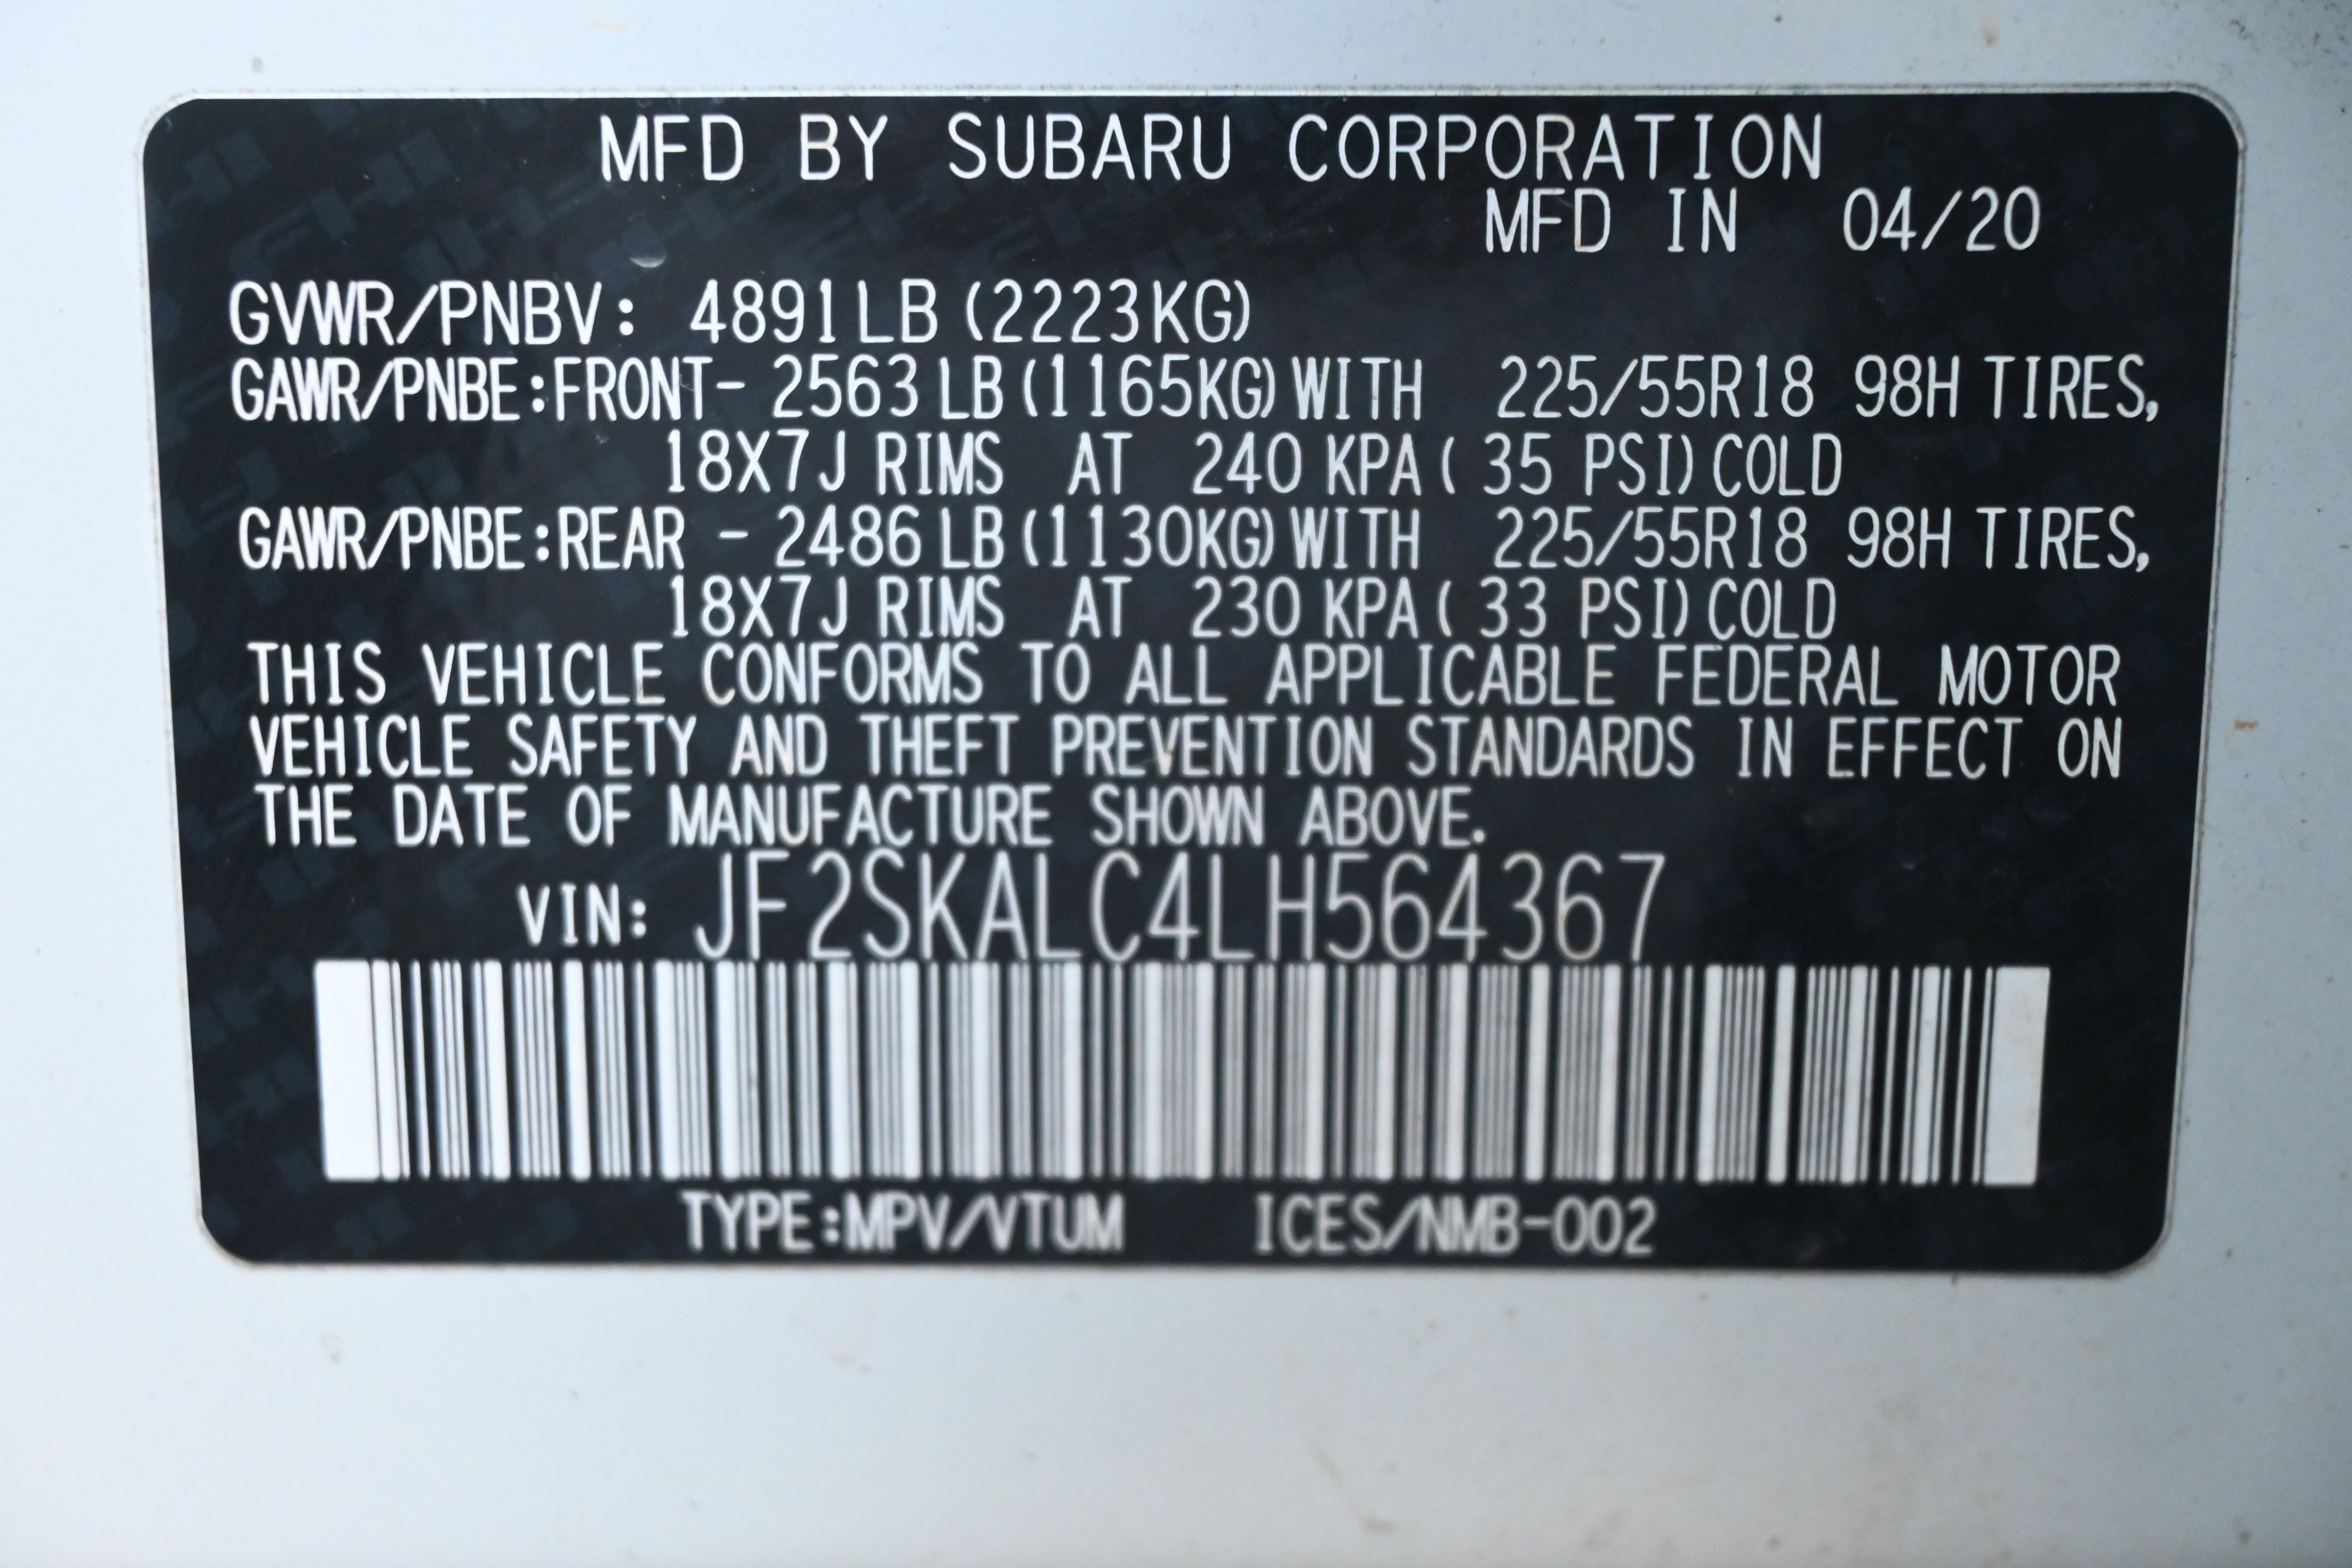 MFD BY SUBARU CORPORATION
MFD IN 04/20
GVWR/PNBV: 4891LB (2223KG)
GAWR/PNBE:FRONT- 2563 LB (1165KG) WITH 225/55R18 98H TIRES,
18X7J RIMS AT 240 KPA ( 35 PSI) COLD
GAWR/PNBE:REAR - 2486 LB (1130KG) WITH 225/55R18 98H TIRES,
18X7J RIMS AT 230 KPA ( 33 PSI) COLD
THIS VEHICLE CONFORMS TO ALL APPLICABLE FEDERAL MOTOR
VEHICLE SAFETY AND THEFT PREVENTION STANDARDS IN EFFECT ON
THE DATE OF MANUFACTURE SHOWN ABOVE.
VIN: JF2SKALC4LH564367
TYPE:MPV/VTUM ICES/NMB-002